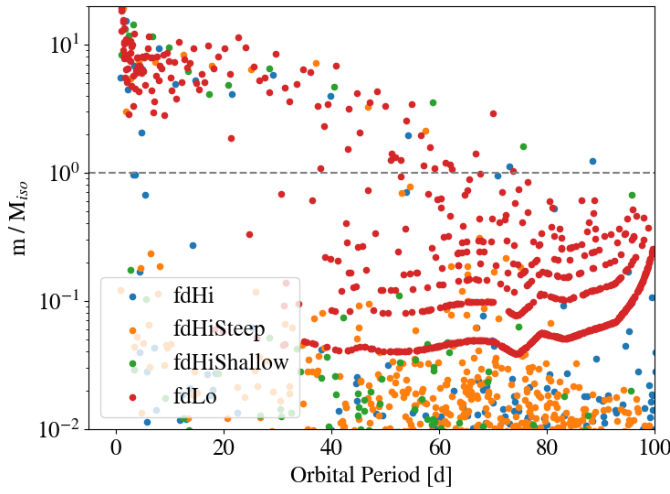 10¹
10⁰
10⁻¹
10⁻²
m / M_iso
fdHi
fdHiSteep
fdHiShallow
fdLo
0 20 40 60 80 100
Orbital Period [d]